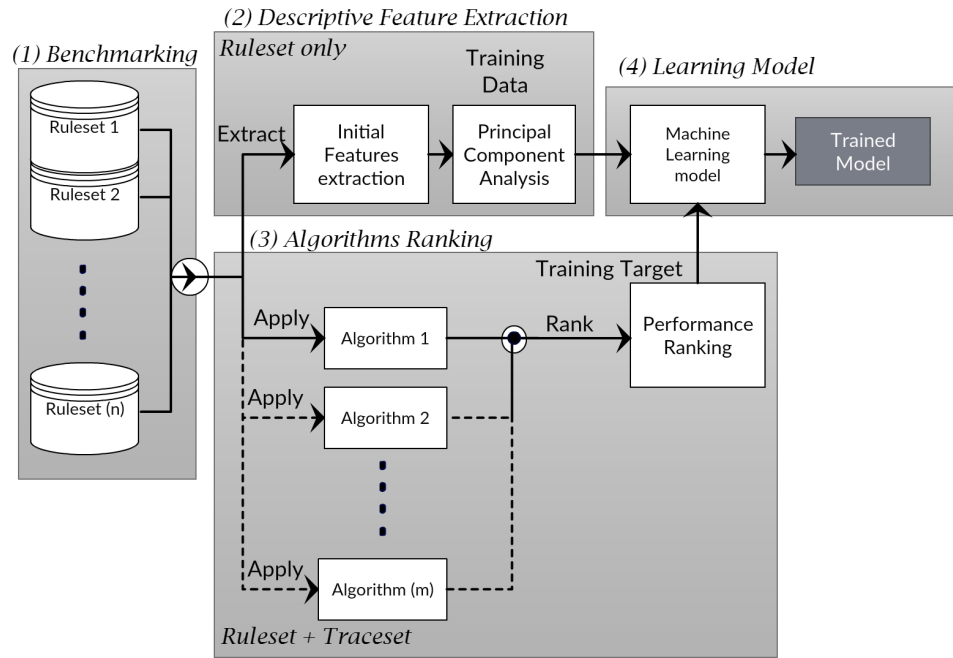 (1) Benchmarking
Ruleset 1
Ruleset 2
Ruleset (n)
(2) Descriptive Feature Extraction
Ruleset only
Training
Data
Extract
Initial
Features
extraction
Principal
Component
Analysis
(4) Learning Model
Machine
Learning
model
Trained
Model
(3) Algorithms Ranking
Training Target
Apply
Algorithm 1
Rank
Performance
Ranking
Apply
Algorithm 2
Apply
Algorithm (m)
Ruleset + Traceset